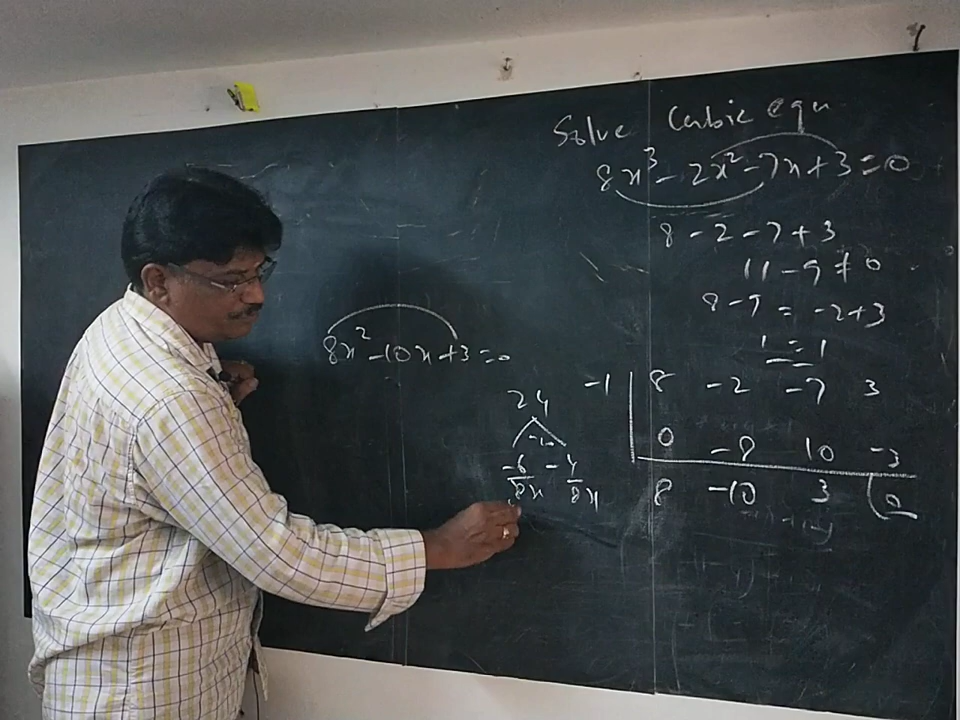 Solve Cubic equ
8x³ - 2x² - 7x + 3 = 0
8 - 2 - 7 + 3
11 - 9 ≠ 0
8 - 7 = -2 + 3
1 = 1
-1 | 8 -2 -7 3
0 -8 10 -3
8 -10 3 0
8x² - 10x + 3 = 0
24
-10
-6 -4
8x 8x